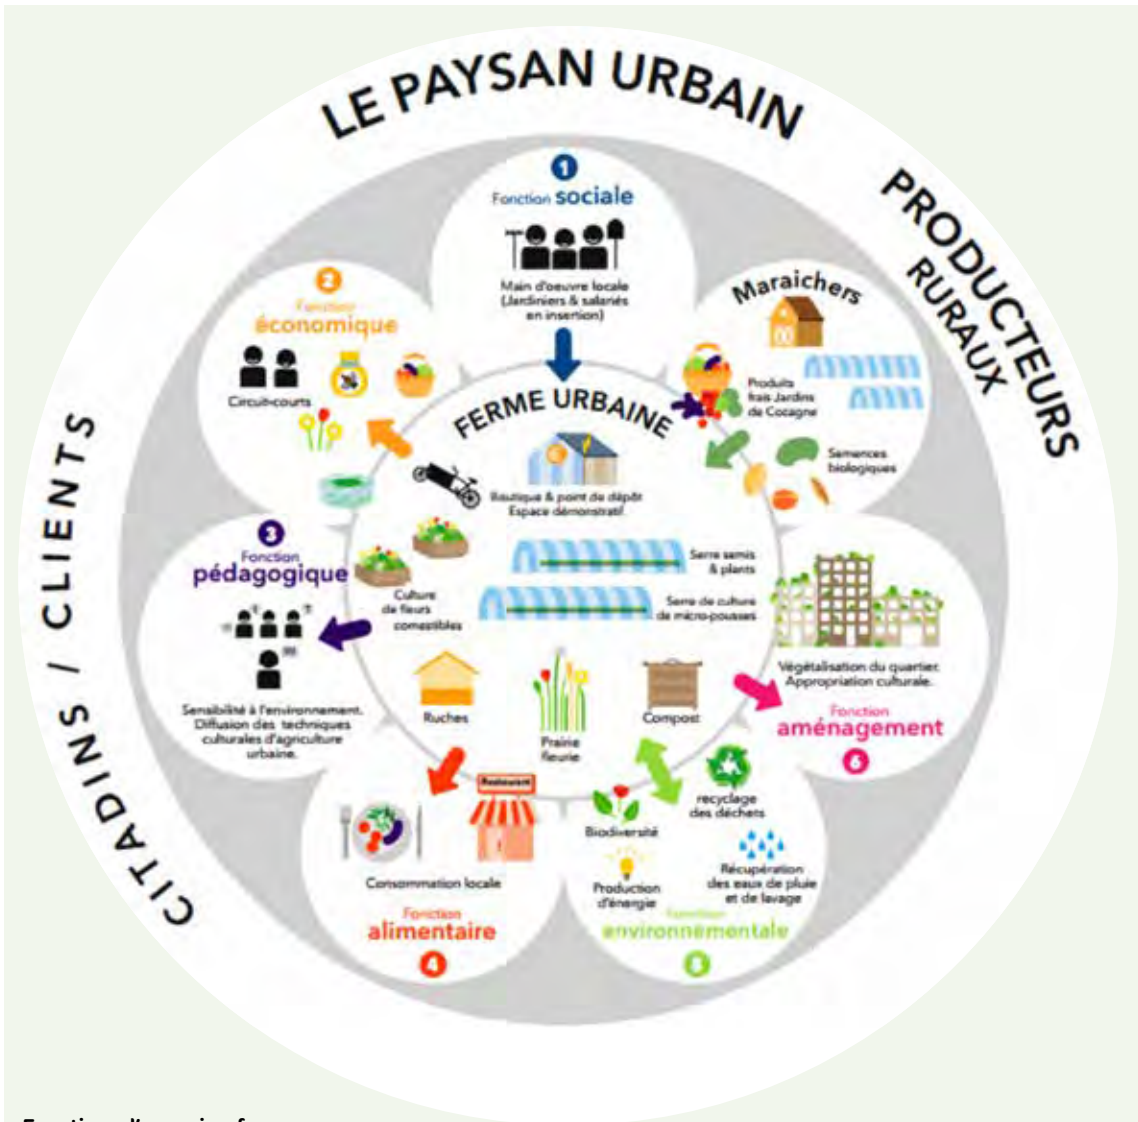 LE PAYSAN URBAIN
PRODUCTEURS
RURAUX
CITADINS / CLIENTS
1
Fonction sociale
Main d'oeuvre locale
(Jardiniers & salariés
en insertion)
2
Fonction
économique
Circuit-courts
Maraichers
Produits
frais Jardins
de Cocagne
Semences
biologiques
FERME URBAINE
Boutique & point de dépôt
Espace démonstratif
Serre semis
& plants
Serre de culture
de micro-pousses
Culture
de fleurs
comestibles
Ruches
Prairie
fleurie
Compost
3
Fonction
pédagogique
Sensibilité à l'environnement.
Diffusion des techniques
culturales d'agriculture
urbaine.
Végétalisation du quartier.
Appropriation culturale.
Fonction
aménagement
6
Restaurant
Consommation locale
Fonction
alimentaire
4
recyclage
des déchets
Biodiversité
Récupération
des eaux de pluie
et de lavage
Production
d'énergie
Fonction
environnementale